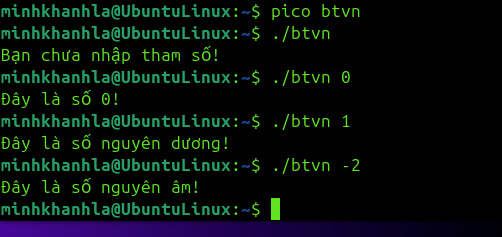 minhkhanhla@UbuntuLinux:~$ pico btvn
minhkhanhla@UbuntuLinux:~$ ./btvn
Bạn chưa nhập tham số!
minhkhanhla@UbuntuLinux:~$ ./btvn 0
Đây là số 0!
minhkhanhla@UbuntuLinux:~$ ./btvn 1
Đây là số nguyên dương!
minhkhanhla@UbuntuLinux:~$ ./btvn -2
Đây là số nguyên âm!
minhkhanhla@UbuntuLinux:~$